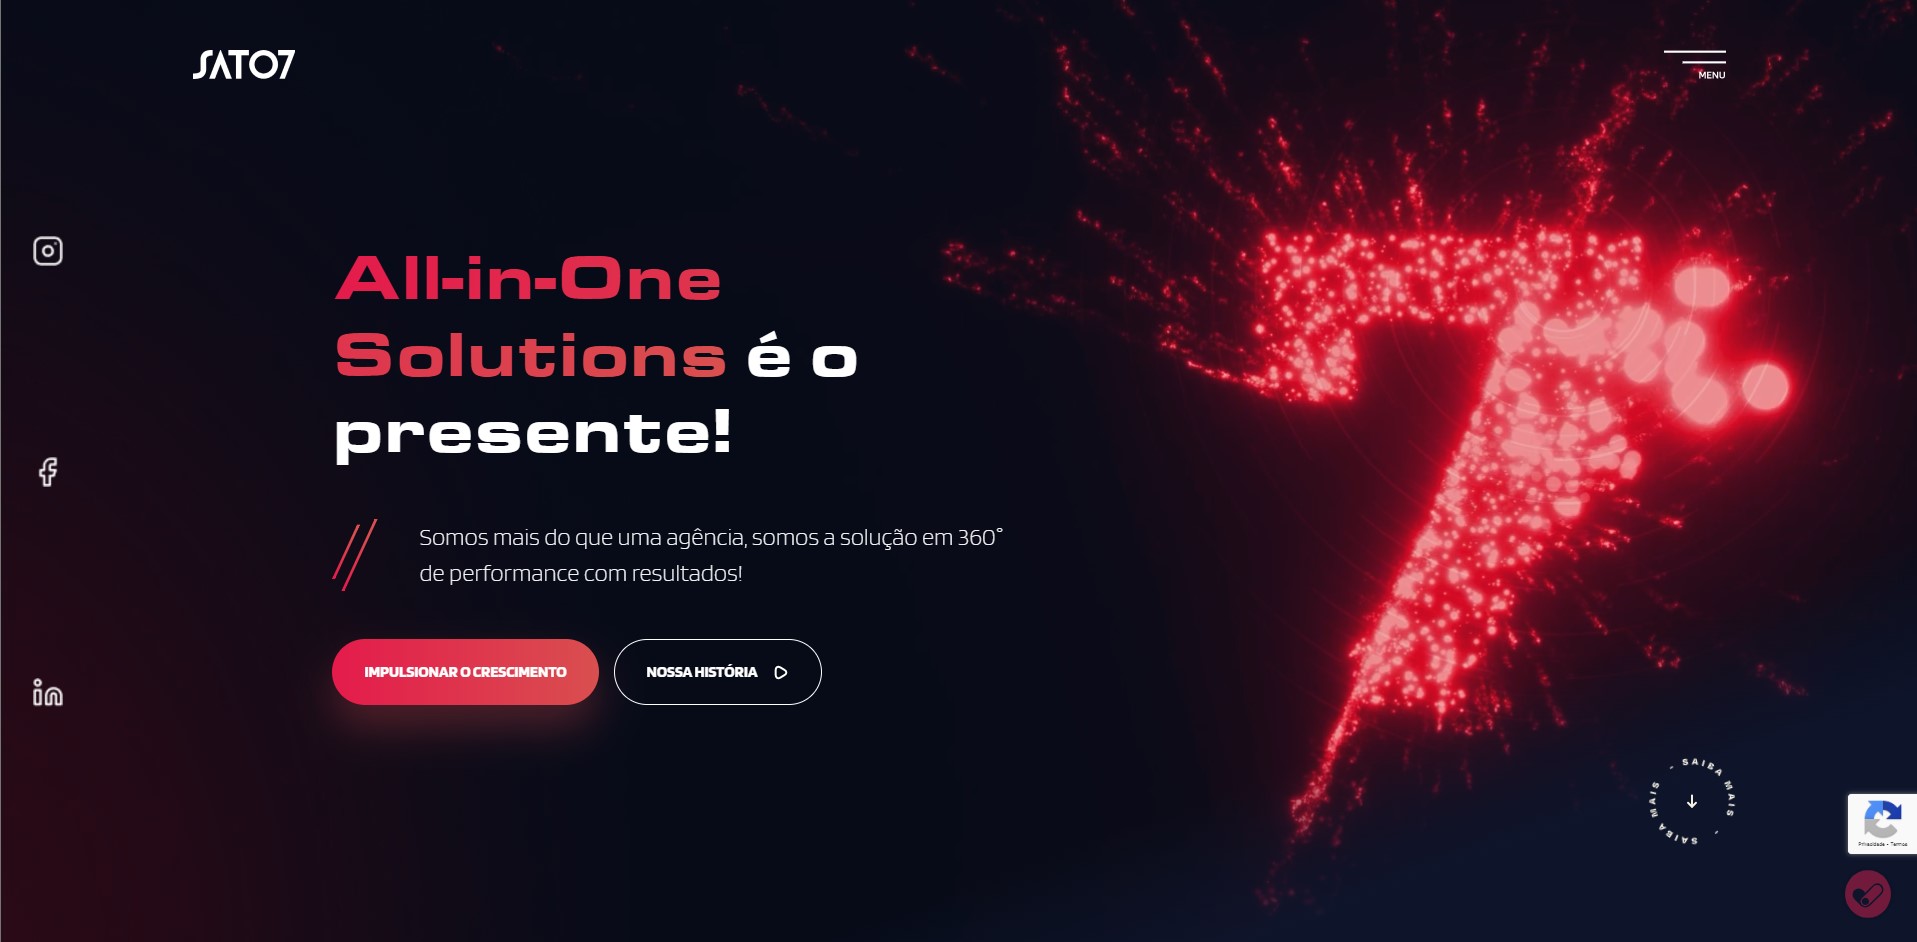 SATO7
MENU
All-in-One
Solutions é o
presente!
Somos mais do que uma agência, somos a solução em 360°
de performance com resultados!
IMPULSIONAR O CRESCIMENTO
NOSSA HISTÓRIA
- SAIBA MAIS - SAIBA MAIS
Privacidade - Termos